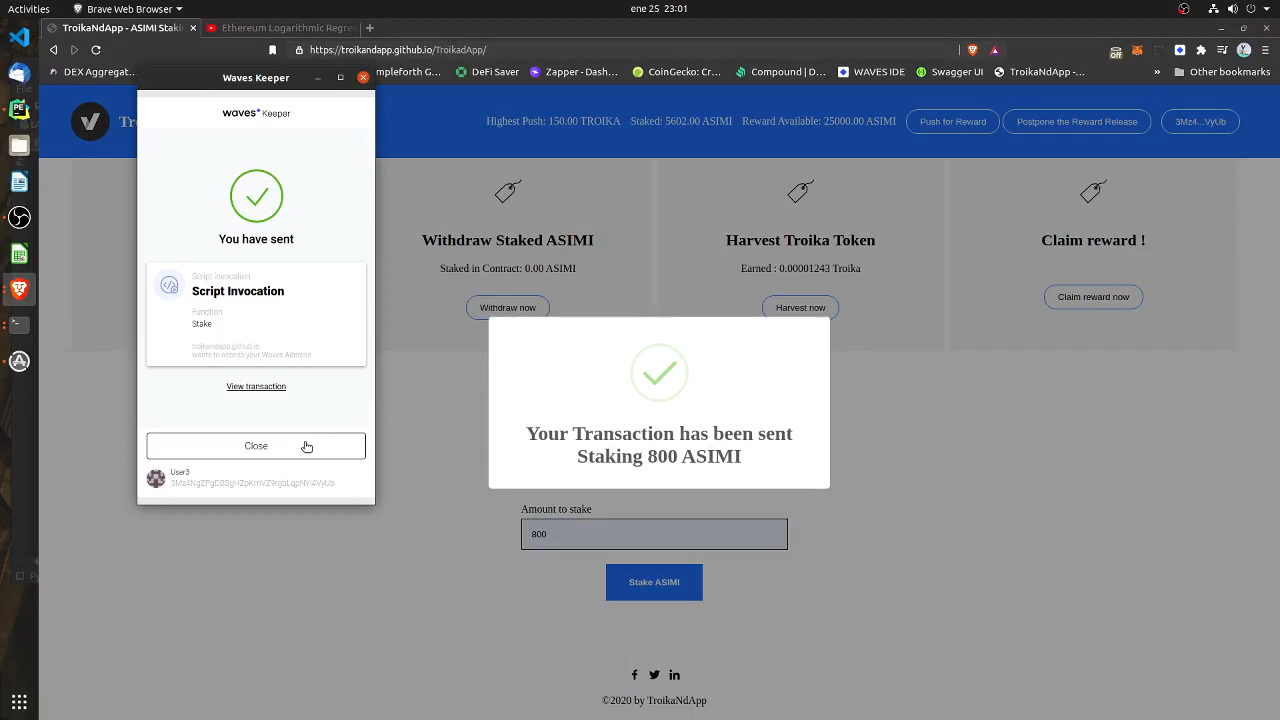 Activities
Brave Web Browser
ene 25 23:01
TroikaNdApp - ASIMI Staki
Ethereum Logarithmic Regre
https://troikandapp.github.io/TroikadApp/
DEX Aggregat…
mpleforth G…
DeFi Saver
Zapper - Dash…
CoinGecko: Cr…
Compound | D…
WAVES IDE
Swagger UI
TroikaNdApp -…
»
Other bookmarks
Waves Keeper
File
waves Keeper
Tro
Highest Push: 150.00 TROIKA
Staked: 5602.00 ASIMI
Reward Available: 25000.00 ASIMI
Push for Reward
Postpone the Reward Release
3Mz4...VyUb
You have sent
Script Invocation
Script Invocation
Function
Stake
troikandapp.github.io
wants to access your Waves Address
View transaction
Close
User3
3Mz4NgZPgDBSgHZpKmVZ9rgbLqpNYi4VyUb
Withdraw Staked ASIMI
Staked in Contract: 0.00 ASIMI
Withdraw now
Harvest Troika Token
Earned : 0.00001243 Troika
Harvest now
Claim reward !
Claim reward now
Your Transaction has been sent
Staking 800 ASIMI
Amount to stake
800
Stake ASIMI
©2020 by TroikaNdApp